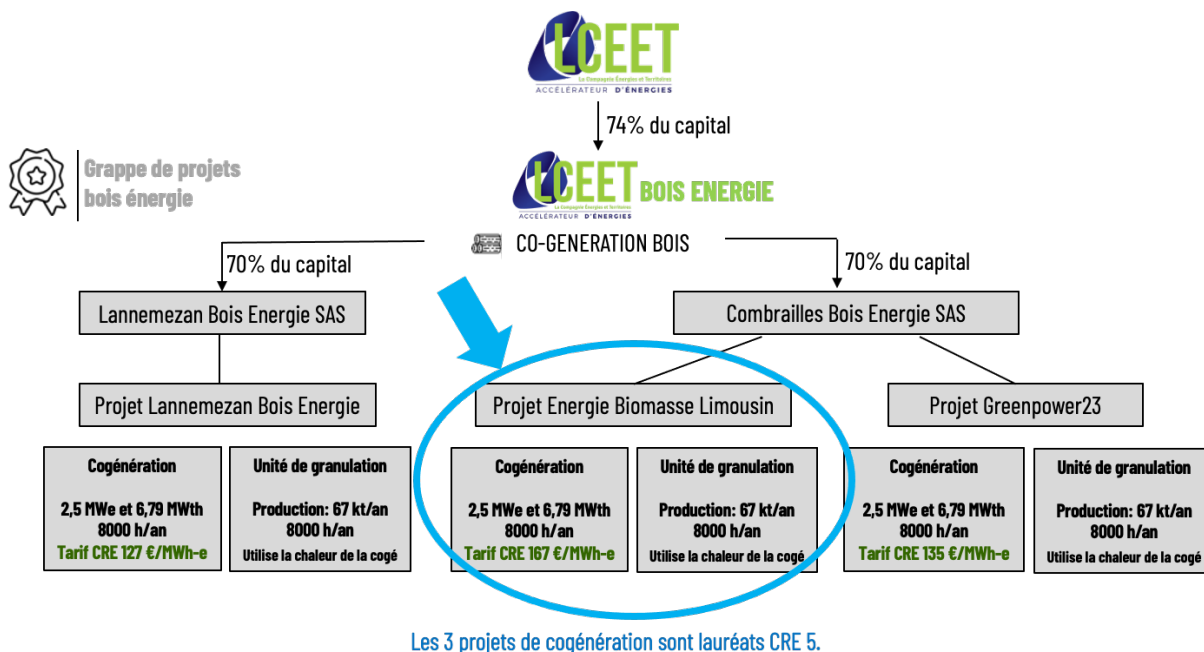 LCEET
La Compagnie Énergies et Territoires
ACCÉLÉRATEUR D'ÉNERGIES
74% du capital
Grappe de projets
bois énergie
LCEET BOIS ENERGIE
La Compagnie Énergies et Territoires
ACCÉLÉRATEUR D'ÉNERGIES
CO-GENERATION BOIS
70% du capital
70% du capital
Lannemezan Bois Energie SAS
Combrailles Bois Energie SAS
Projet Lannemezan Bois Energie
Projet Energie Biomasse Limousin
Projet Greenpower23
Cogénération
2,5 MWe et 6,79 MWth
8000 h/an
Tarif CRE 127 €/MWh-e
Unité de granulation
Production: 67 kt/an
8000 h/an
Utilise la chaleur de la cogé
Cogénération
2,5 MWe et 6,79 MWth
8000 h/an
Tarif CRE 167 €/MWh-e
Unité de granulation
Production: 67 kt/an
8000 h/an
Utilise la chaleur de la cogé
Cogénération
2,5 MWe et 6,79 MWth
8000 h/an
Tarif CRE 135 €/MWh-e
Unité de granulation
Production: 67 kt/an
8000 h/an
Utilise la chaleur de la cogé
Les 3 projets de cogénération sont lauréats CRE 5.